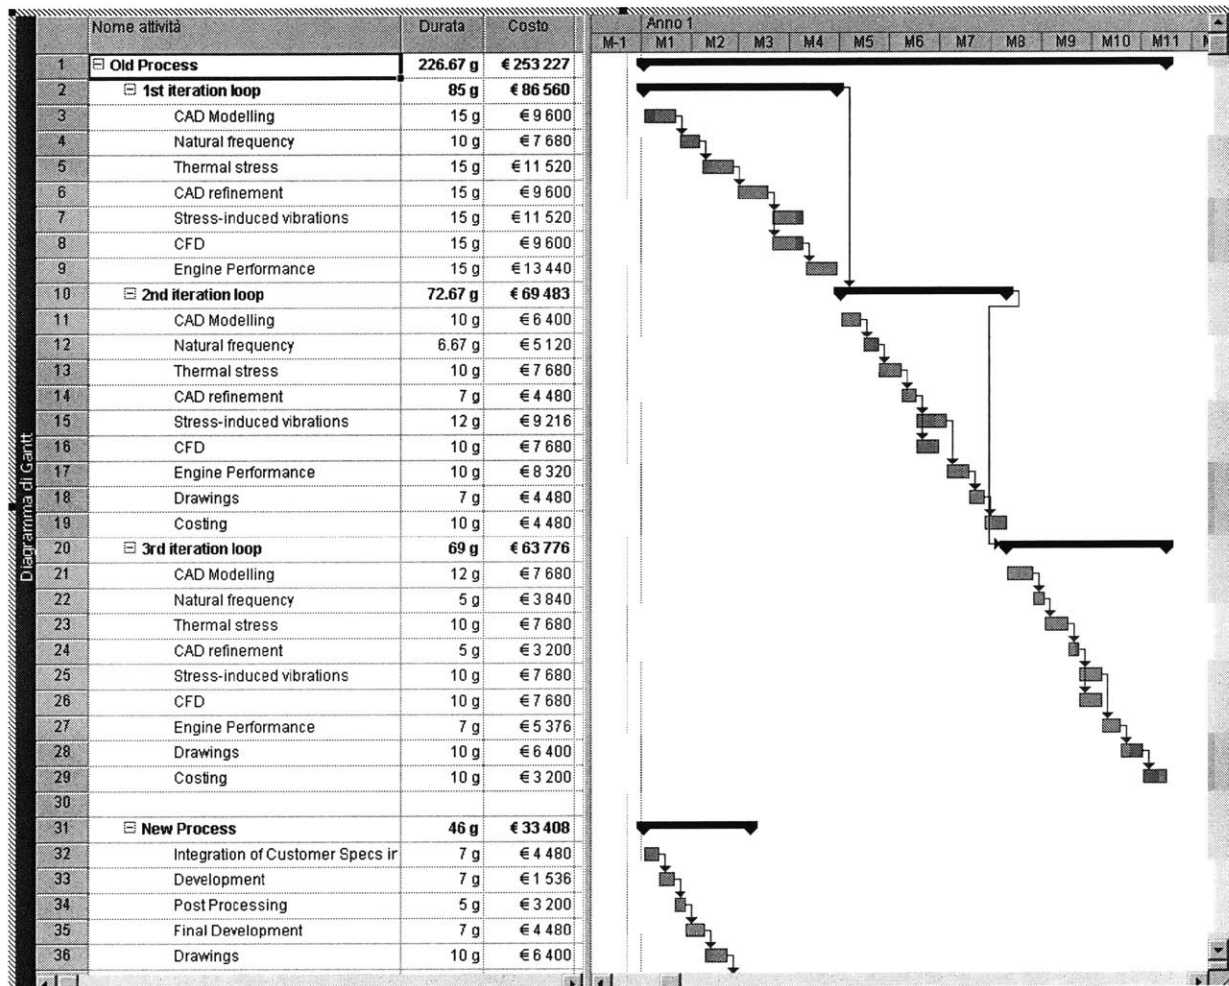 Nome attività Durata Costo Anno 1
M-1 M1 M2 M3 M4 M5 M6 M7 M8 M9 M10 M11
1 Old Process 226.67 g € 253 227
2 1st iteration loop 85 g € 86 560
3 CAD Modelling 15 g € 9 600
4 Natural frequency 10 g € 7 680
5 Thermal stress 15 g € 11 520
6 CAD refinement 15 g € 9 600
7 Stress-induced vibrations 15 g € 11 520
8 CFD 15 g € 9 600
9 Engine Performance 15 g € 13 440
10 2nd iteration loop 72.67 g € 69 483
11 CAD Modelling 10 g € 6 400
12 Natural frequency 6.67 g € 5 120
13 Thermal stress 10 g € 7 680
14 CAD refinement 7 g € 4 480
15 Stress-induced vibrations 12 g € 9 216
16 CFD 10 g € 7 680
17 Engine Performance 10 g € 8 320
18 Drawings 7 g € 4 480
19 Costing 10 g € 4 480
20 3rd iteration loop 69 g € 63 776
21 CAD Modelling 12 g € 7 680
22 Natural frequency 5 g € 3 840
23 Thermal stress 10 g € 7 680
24 CAD refinement 5 g € 3 200
25 Stress-induced vibrations 10 g € 7 680
26 CFD 10 g € 7 680
27 Engine Performance 7 g € 5 376
28 Drawings 10 g € 6 400
29 Costing 10 g € 3 200
30
31 New Process 46 g € 33 408
32 Integration of Customer Specs ir 7 g € 4 480
33 Development 7 g € 1 536
34 Post Processing 5 g € 3 200
35 Final Development 7 g € 4 480
36 Drawings 10 g € 6 400
Diagramma di Gantt